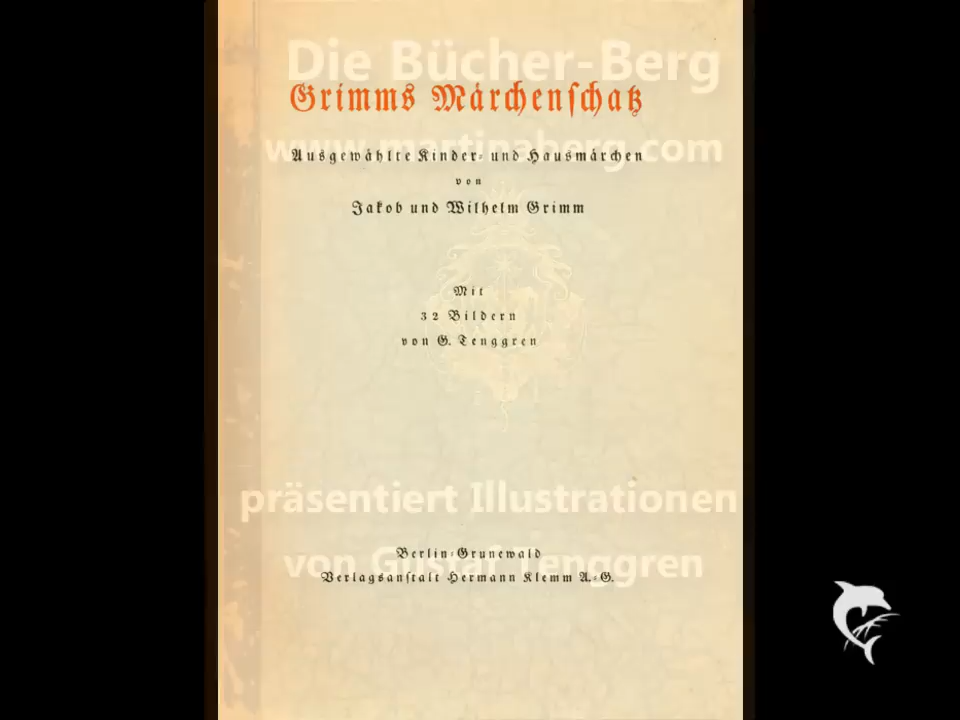 Die Bücher-Berg
Grimms Märchenschatz
www.martinaberg.com
Ausgewählte Kinder- und Hausmärchen
von
Jakob und Wilhelm Grimm
Mit
32 Bildern
von G. Tenggren
präsentiert Illustrationen
Berlin-Grunewald
von Gustaf Tenggren
Verlagsanstalt Hermann Klemm A.-G.